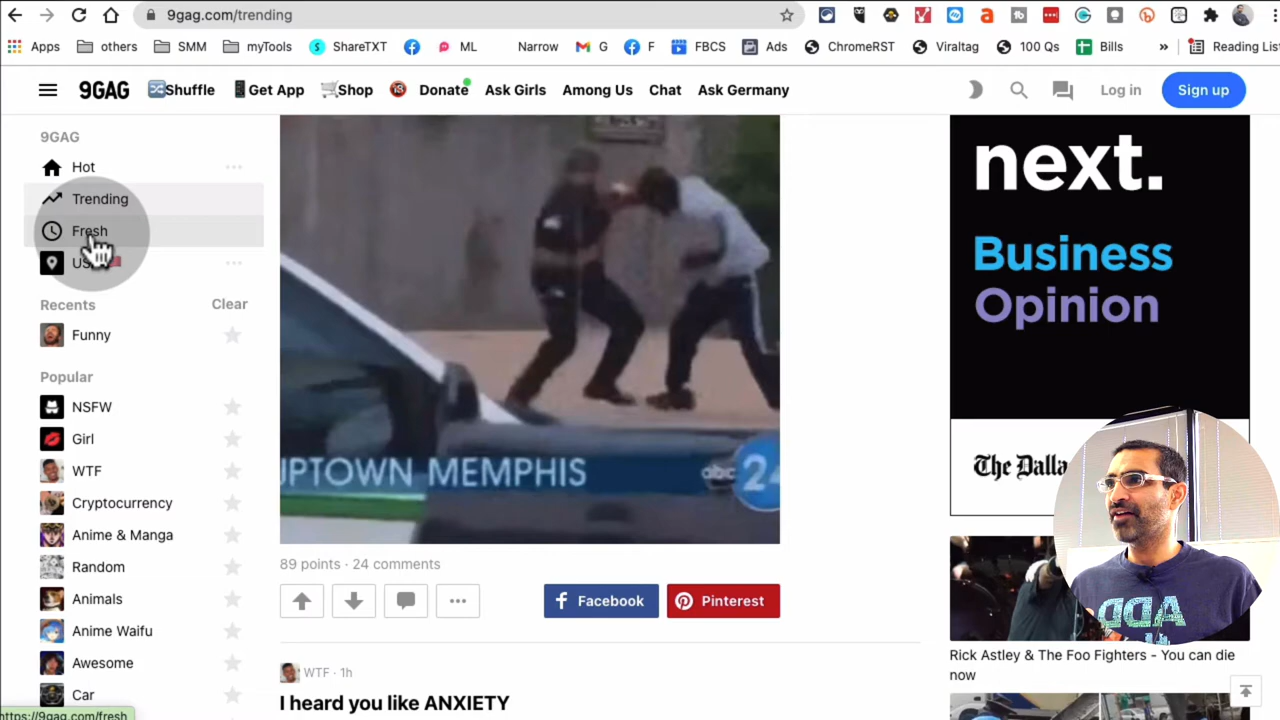 9gag.com/trending
Apps others SMM myTools ShareTXT ML Narrow G F FBCS Ads ChromeRST Viraltag 100 Qs Bills » Reading List
9GAG Shuffle Get App Shop 18 Donate Ask Girls Among Us Chat Ask Germany Log in Sign up
9GAG
Hot
Trending
Fresh
Recents Clear
Funny
Popular
NSFW
Girl
WTF
Cryptocurrency
Anime & Manga
Random
Animals
Anime Waifu
Awesome
Car
https://9gag.com/fresh
UPTOWN MEMPHIS abc 24
89 points · 24 comments
Facebook Pinterest
WTF · 1h
I heard you like ANXIETY
next.
Business
Opinion
The Dalla
ADD
Rick Astley & The Foo Fighters - You can die
now